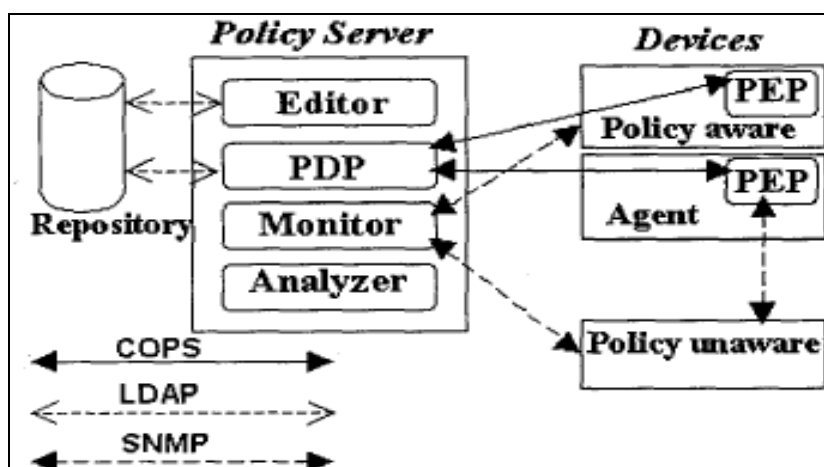 Policy Server
Devices
Editor
PDP
Monitor
Analyzer
Repository
PEP
Policy aware
PEP
Agent
Policy unaware
COPS
LDAP
SNMP